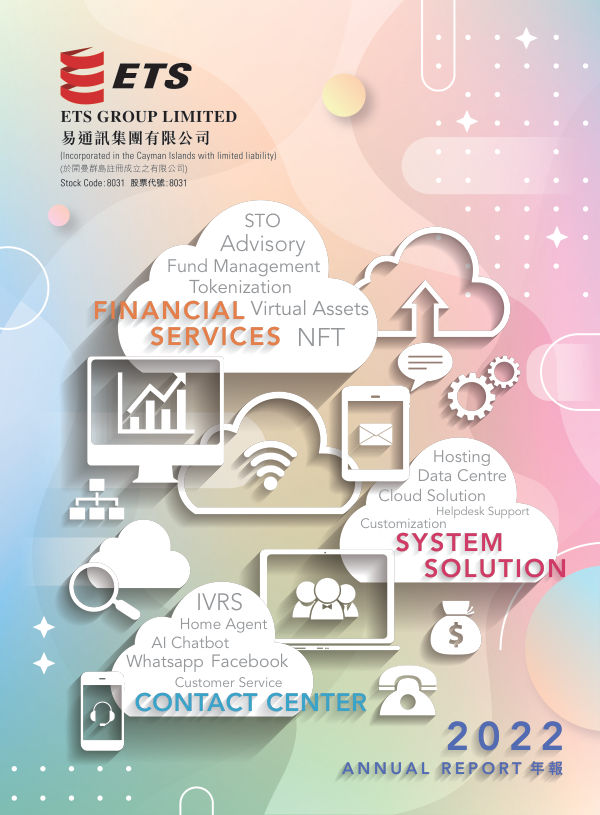 ETS
ETS GROUP LIMITED
易通訊集團有限公司
(Incorporated in the Cayman Islands with limited liability)
(於開曼群島註冊成立之有限公司)
Stock Code : 8031 股票代號 : 8031
STO
Advisory
Fund Management
Tokenization
FINANCIAL Virtual Assets
SERVICES NFT
Hosting
Data Centre
Cloud Solution
Helpdesk Support
Customization
SYSTEM
SOLUTION
IVRS
Home Agent
AI Chatbot
Whatsapp Facebook
Customer Service
CONTACT CENTER
$
2022
ANNUAL REPORT 年報